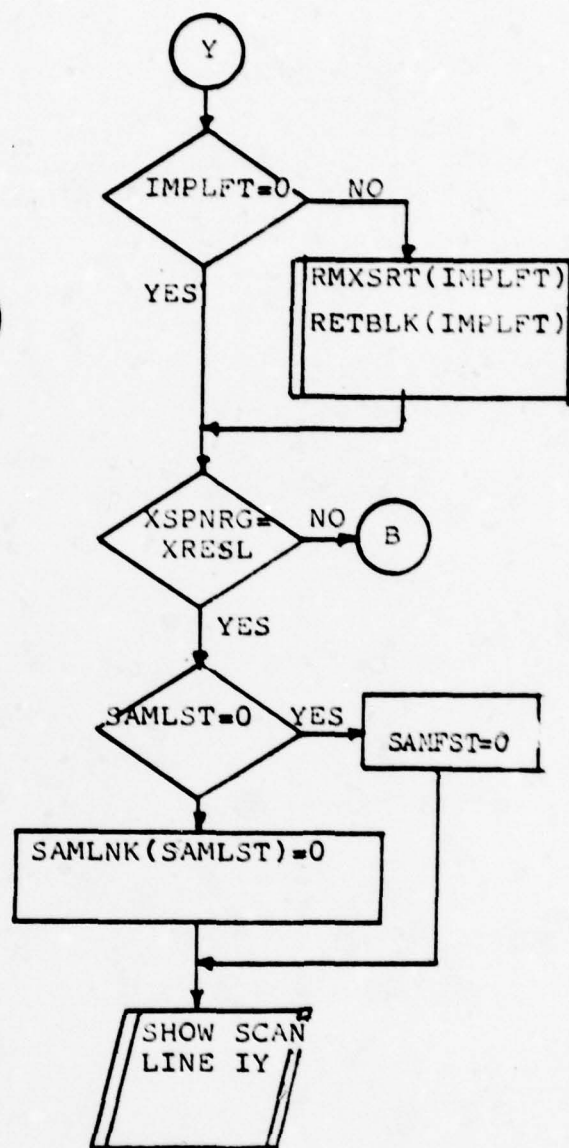 Y
IMPLFT=0
NO
YES
RMXSRT(IMPLFT)
RETBLK(IMPLFT)
XSPNRG=
XRESL
NO
B
YES
SAMLST=0
YES
SAMFST=0
SAMLNK(SAMLST)=0
SHOW SCAN
LINE IY